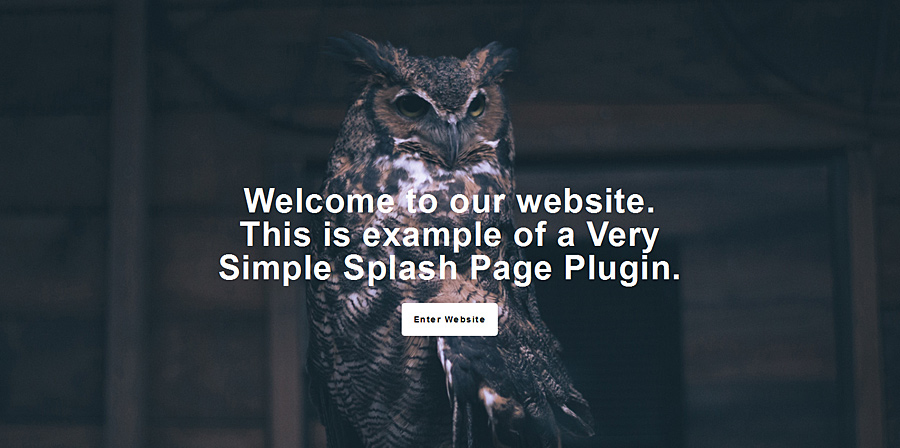 Welcome to our website.
This is example of a Very
Simple Splash Page Plugin.
Enter Website